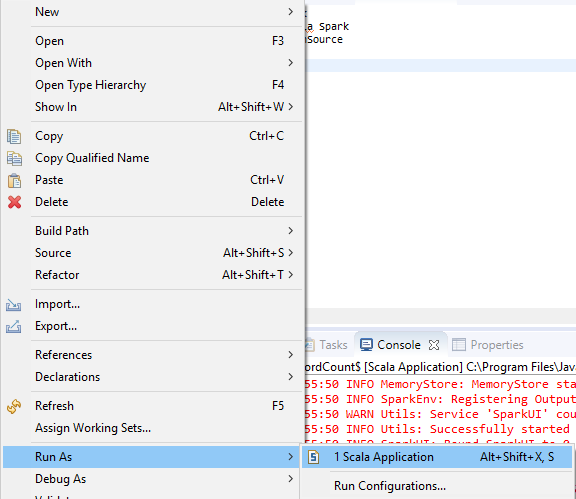 New
Open F3
Open With
Open Type Hierarchy F4
Show In Alt+Shift+W
Copy Ctrl+C
Copy Qualified Name
Paste Ctrl+V
Delete Delete
Build Path
Source Alt+Shift+S
Refactor Alt+Shift+T
Import...
Export...
References
Declarations
Refresh F5
Assign Working Sets...
Run As
Debug As
a Spark
Source
Tasks Console Properties
ordCount$ [Scala Application] C:\Program Files\Java
55:50 INFO MemoryStore: MemoryStore sta
55:50 INFO SparkEnv: Registering Output
55:50 WARN Utils: Service 'SparkUI' cou
55:50 INFO Utils: Successfully started
1 Scala Application Alt+Shift+X, S
Run Configurations...